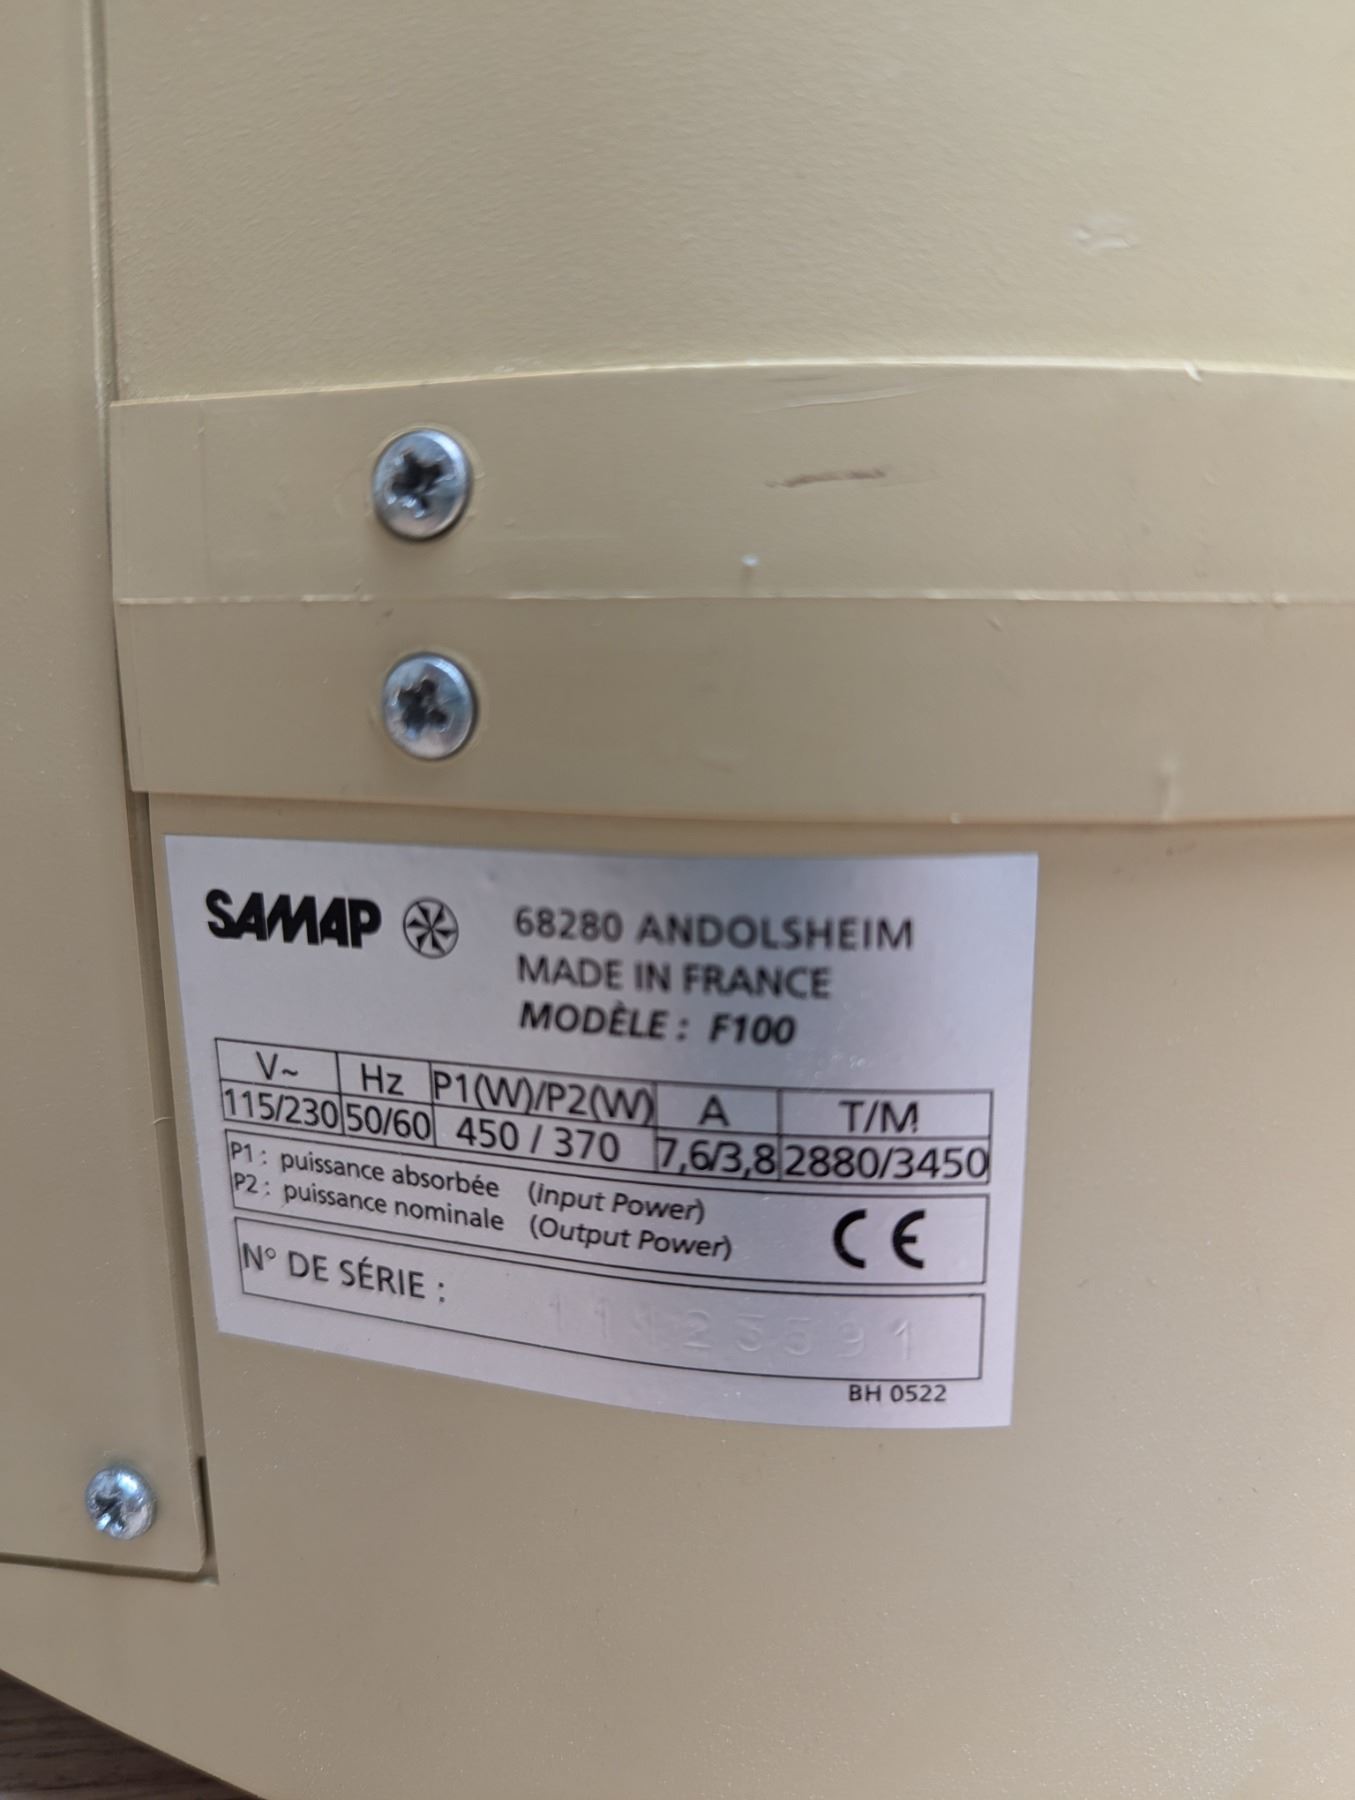 SAMAP
68280 ANDOLSHEIM
MADE IN FRANCE
MODÈLE : F100
V~ Hz P1(W)/P2(W) A T/M
115/230 50/60 450 / 370 7,6/3,8 2880/3450
P1 : puissance absorbée (Input Power)
P2 : puissance nominale (Output Power)
CE
N° DE SÉRIE :
BH 0522